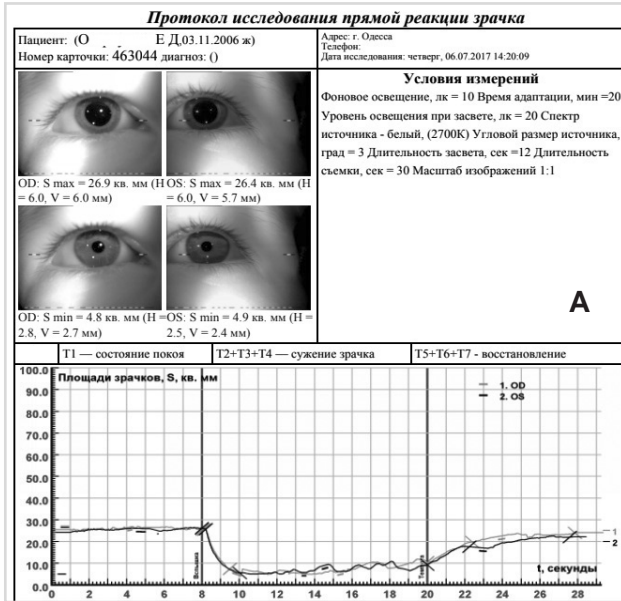 Протокол исследования прямой реакции зрачка
Пациент: (О Е Д,03.11.2006 ж)
Номер карточки: 463044 диагноз: ()
Адрес: г. Одесса
Телефон:
Дата исследования: четверг, 06.07.2017 14:20:09
Условия измерений
Фоновое освещение, лк = 10 Время адаптации, мин =20
Уровень освещения при засвете, лк = 20 Спектр
источника - белый, (2700К) Угловой размер источника,
град = 3 Длительность засвета, сек =12 Длительность
съемки, сек = 30 Масштаб изображений 1:1
OD: S max = 26.9 кв. мм (H
= 6.0, V = 6.0 мм)
OS: S max = 26.4 кв. мм (H
= 6.0, V = 5.7 мм)
OD: S min = 4.8 кв. мм (H =
2.8, V = 2.7 мм)
OS: S min = 4.9 кв. мм (H =
2.5, V = 2.4 мм)
A
T1 — состояние покоя
T2+T3+T4 — сужение зрачка
T5+T6+T7 - восстановление
Площади зрачков, S, кв. мм
1. OD
2. OS
100.0
90.0
80.0
70.0
60.0
50.0
40.0
30.0
20.0
10.0
0.0
Вспышка
1
2
t, секунды
0 2 4 6 8 10 12 14 16 18 20 22 24 26 28